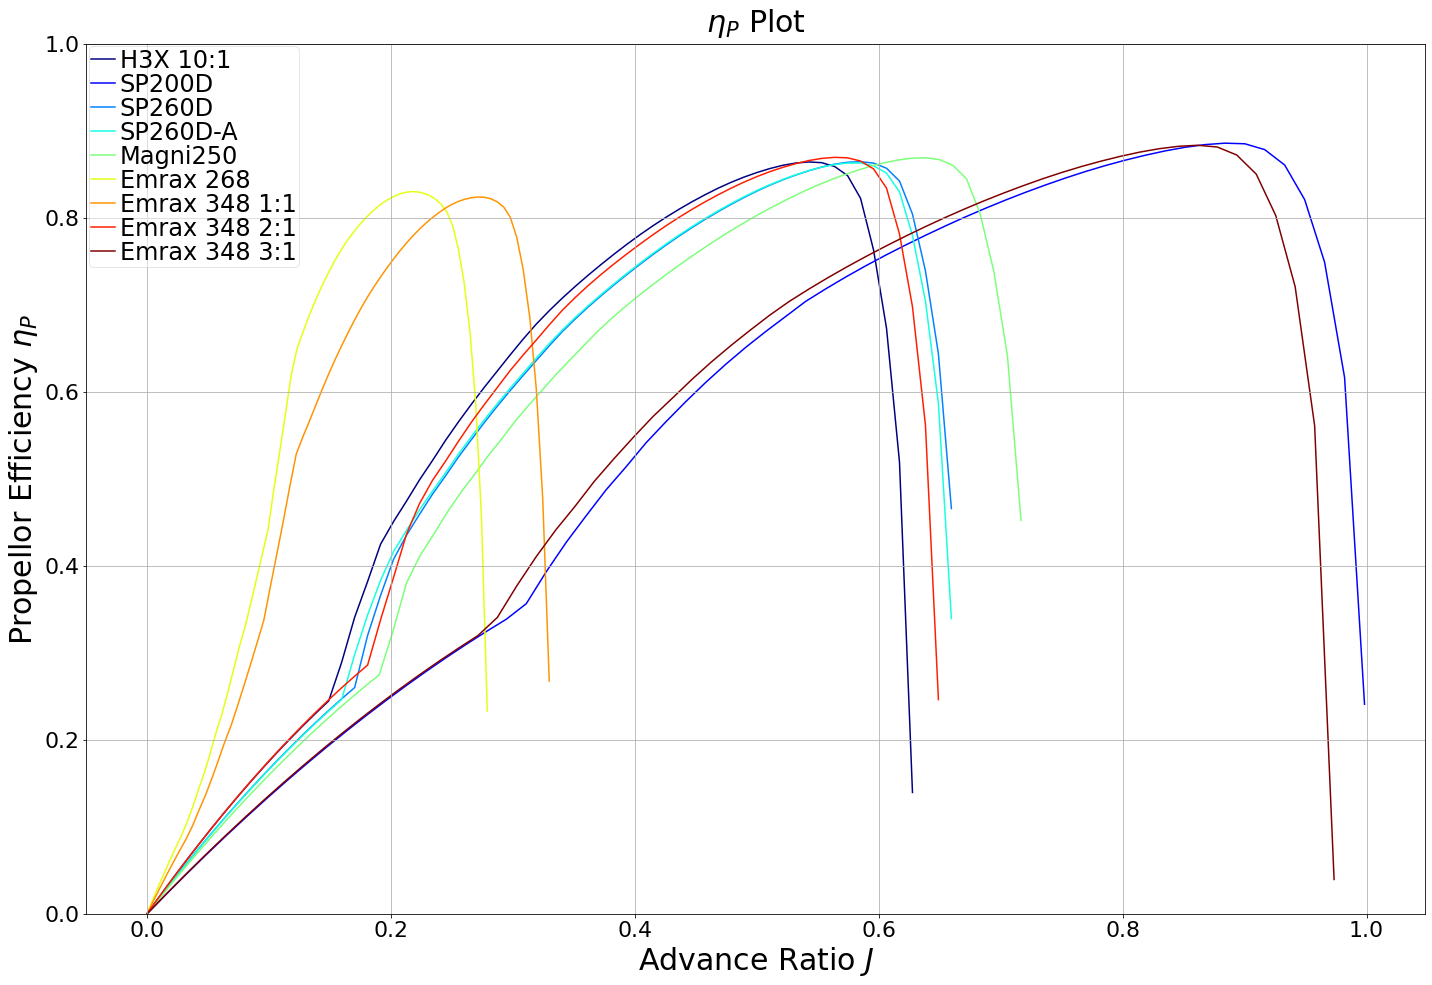 η_P Plot
1.0
0.8
0.6
0.4
0.2
0.0
Propellor Efficiency η_P
H3X 10:1
SP200D
SP260D
SP260D-A
Magni250
Emrax 268
Emrax 348 1:1
Emrax 348 2:1
Emrax 348 3:1
0.0 0.2 0.4 0.6 0.8 1.0
Advance Ratio J